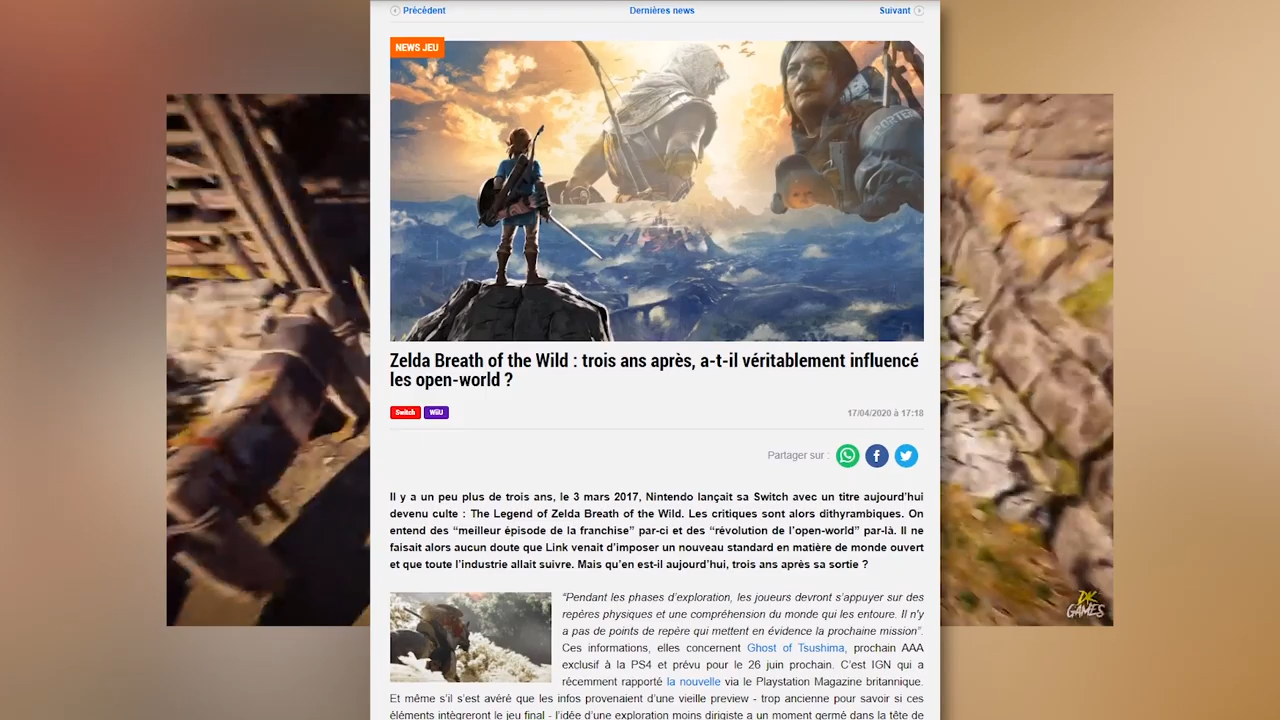 Précédent
Dernières news
Suivant
NEWS JEU
PORTER
Zelda Breath of the Wild : trois ans après, a-t-il véritablement influencé
les open-world ?
Switch
WiiU
17/04/2020 à 17:18
Partager sur :
Il y a un peu plus de trois ans, le 3 mars 2017, Nintendo lançait sa Switch avec un titre aujourd’hui
devenu culte : The Legend of Zelda Breath of the Wild. Les critiques sont alors dithyrambiques. On
entend des “meilleur épisode de la franchise” par-ci et des “révolution de l’open-world” par-là. Il ne
faisait alors aucun doute que Link venait d’imposer un nouveau standard en matière de monde ouvert
et que toute l’industrie allait suivre. Mais qu’en est-il aujourd’hui, trois ans après sa sortie ?
“Pendant les phases d’exploration, les joueurs devront s’appuyer sur des
repères physiques et une compréhension du monde qui les entoure. Il n'y
a pas de points de repère qui mettent en évidence la prochaine mission”.
Ces informations, elles concernent Ghost of Tsushima, prochain AAA
exclusif à la PS4 et prévu pour le 26 juin prochain. C’est IGN qui a
récemment rapporté la nouvelle via le Playstation Magazine britannique.
Et même s’il s’est avéré que les infos provenaient d’une vieille preview - trop ancienne pour savoir si ces
éléments intègreront le jeu final - l’idée d’une exploration moins dirigiste a un moment germé dans la tête de
DK
GAMES